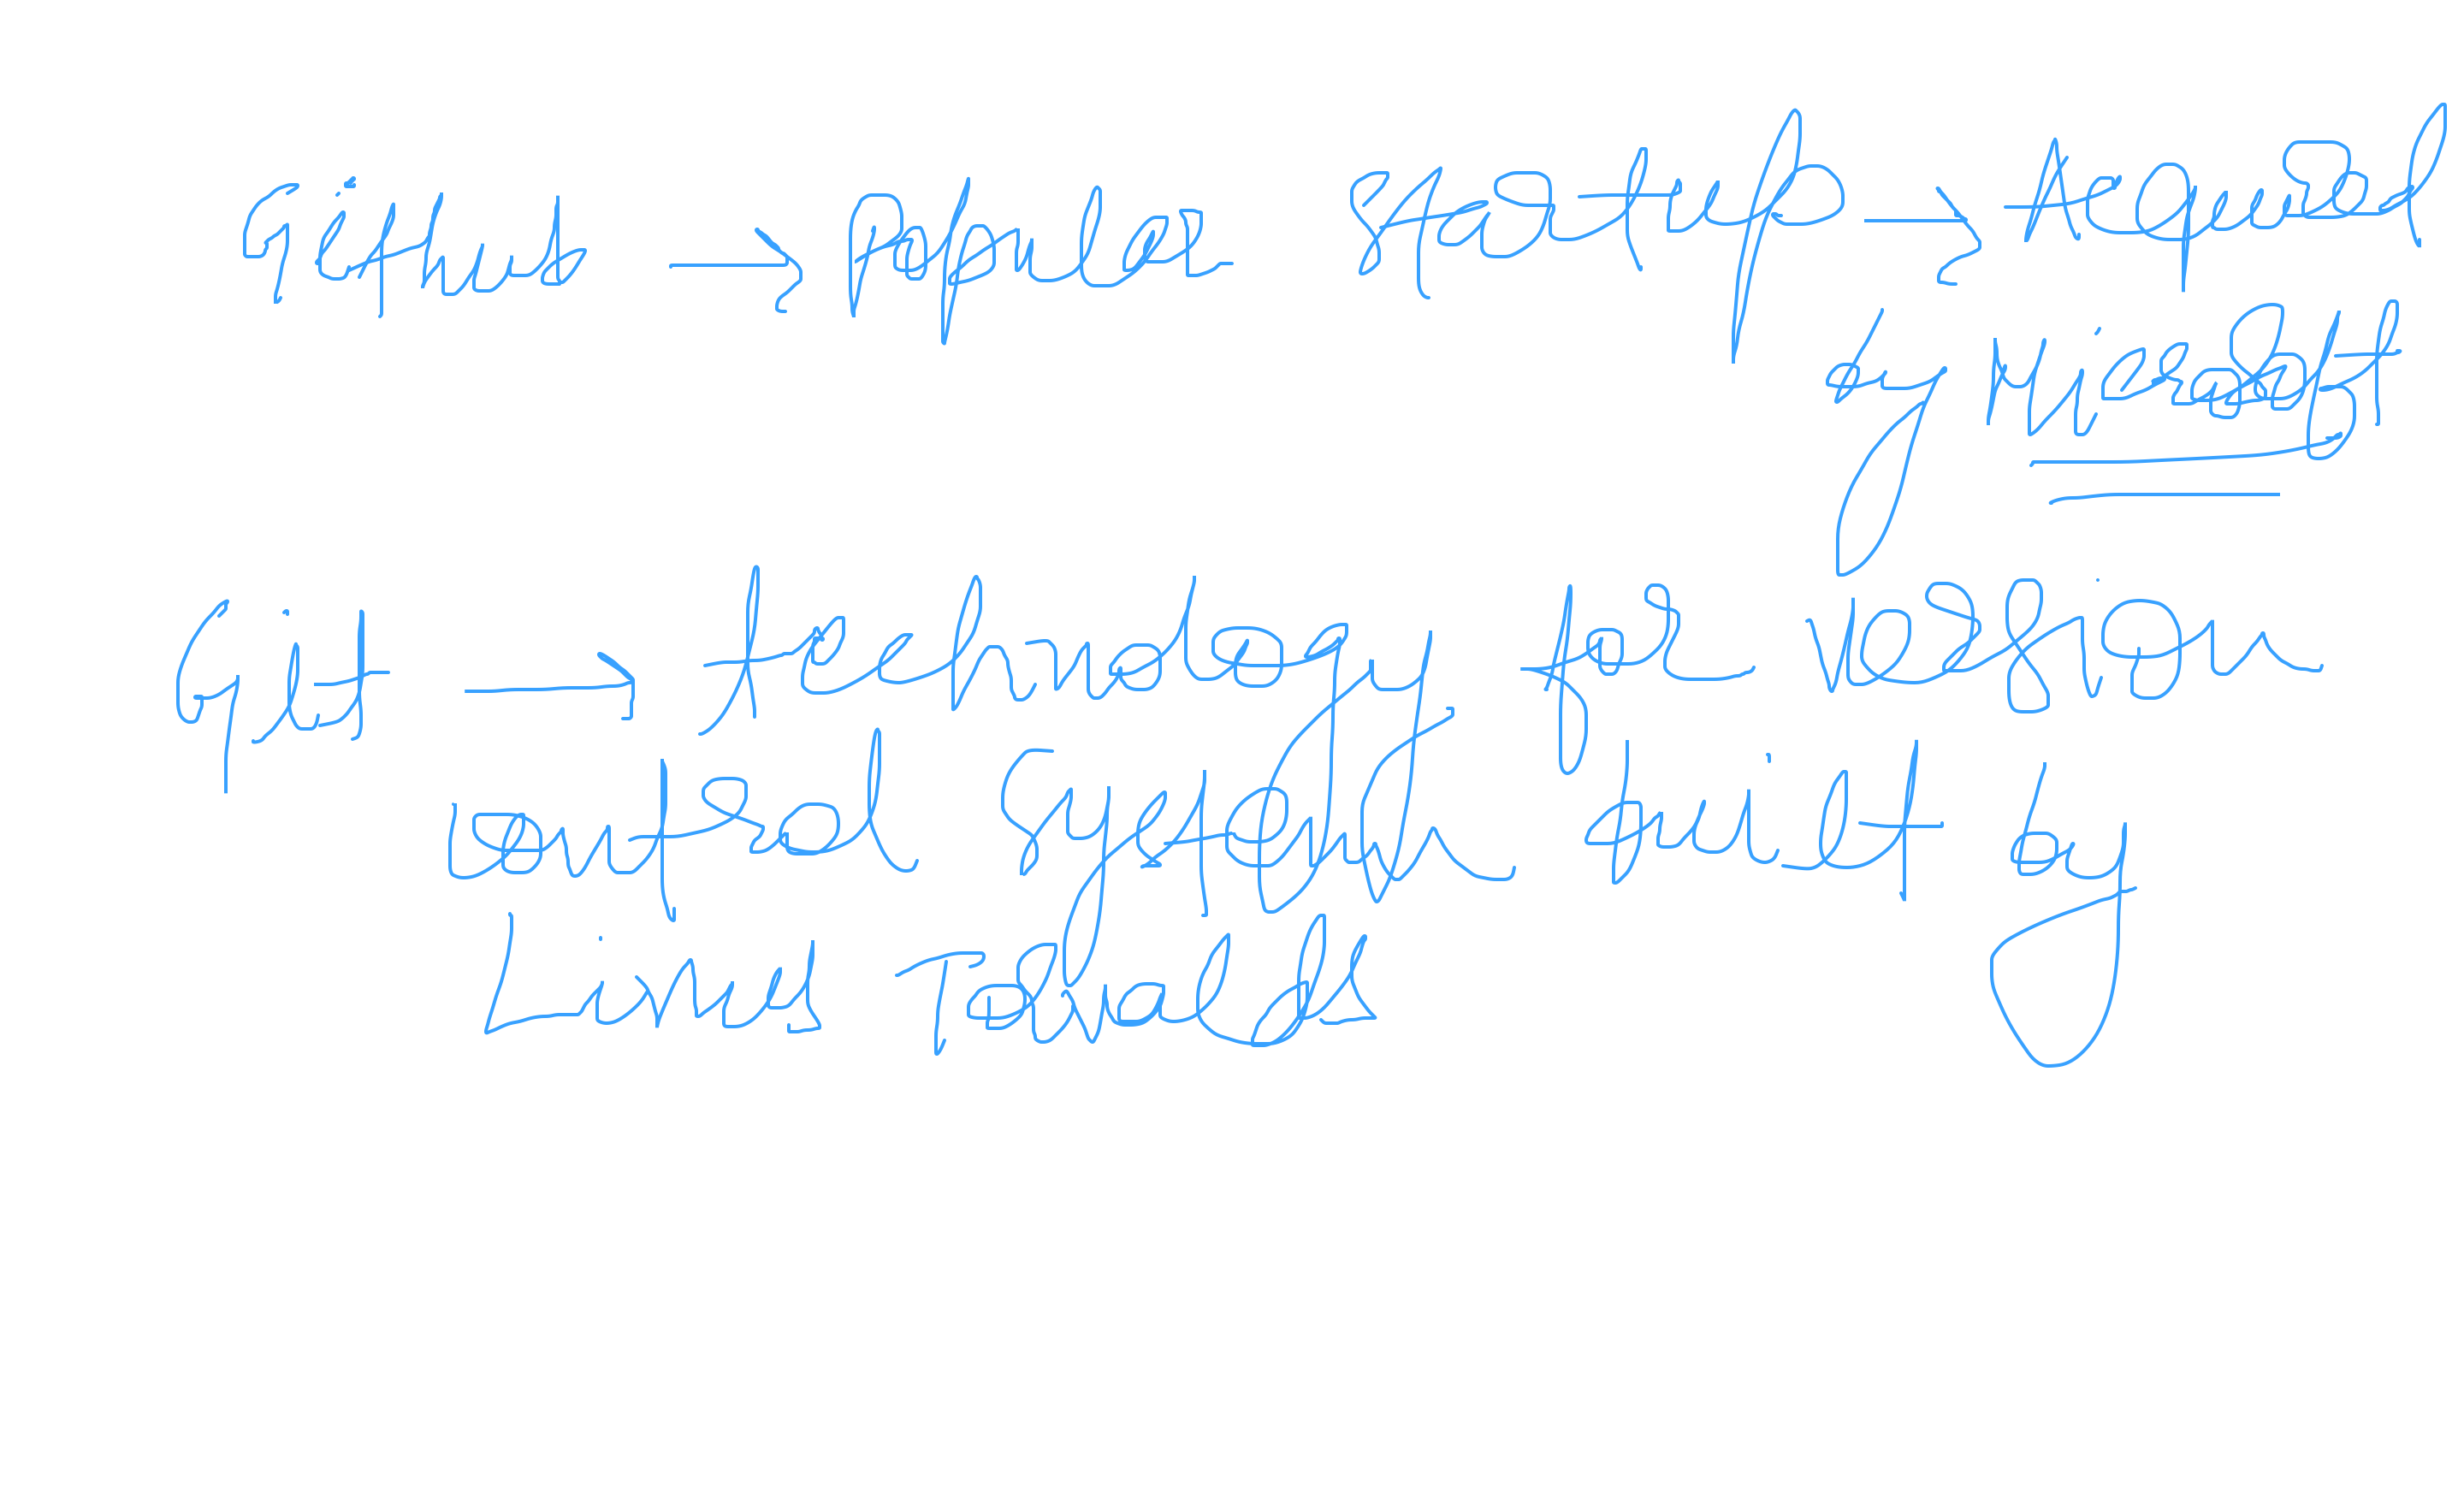 Github → Popular Startup → acquired
by Microsoft
Git → technology for version
control system built by
Linus Torvalds